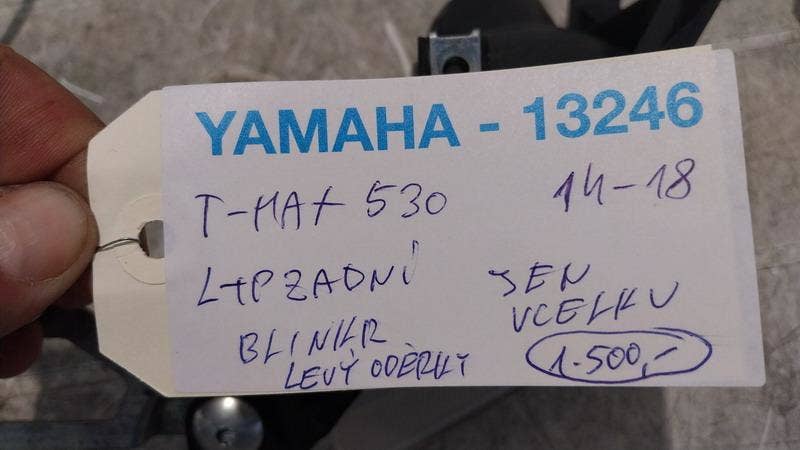 YAMAHA - 13246
T-MAX 530 14-18
L+P ZADNÍ
BLINKR
LEVÝ ODĚRKY
JEN
VCELKU
1.500,-